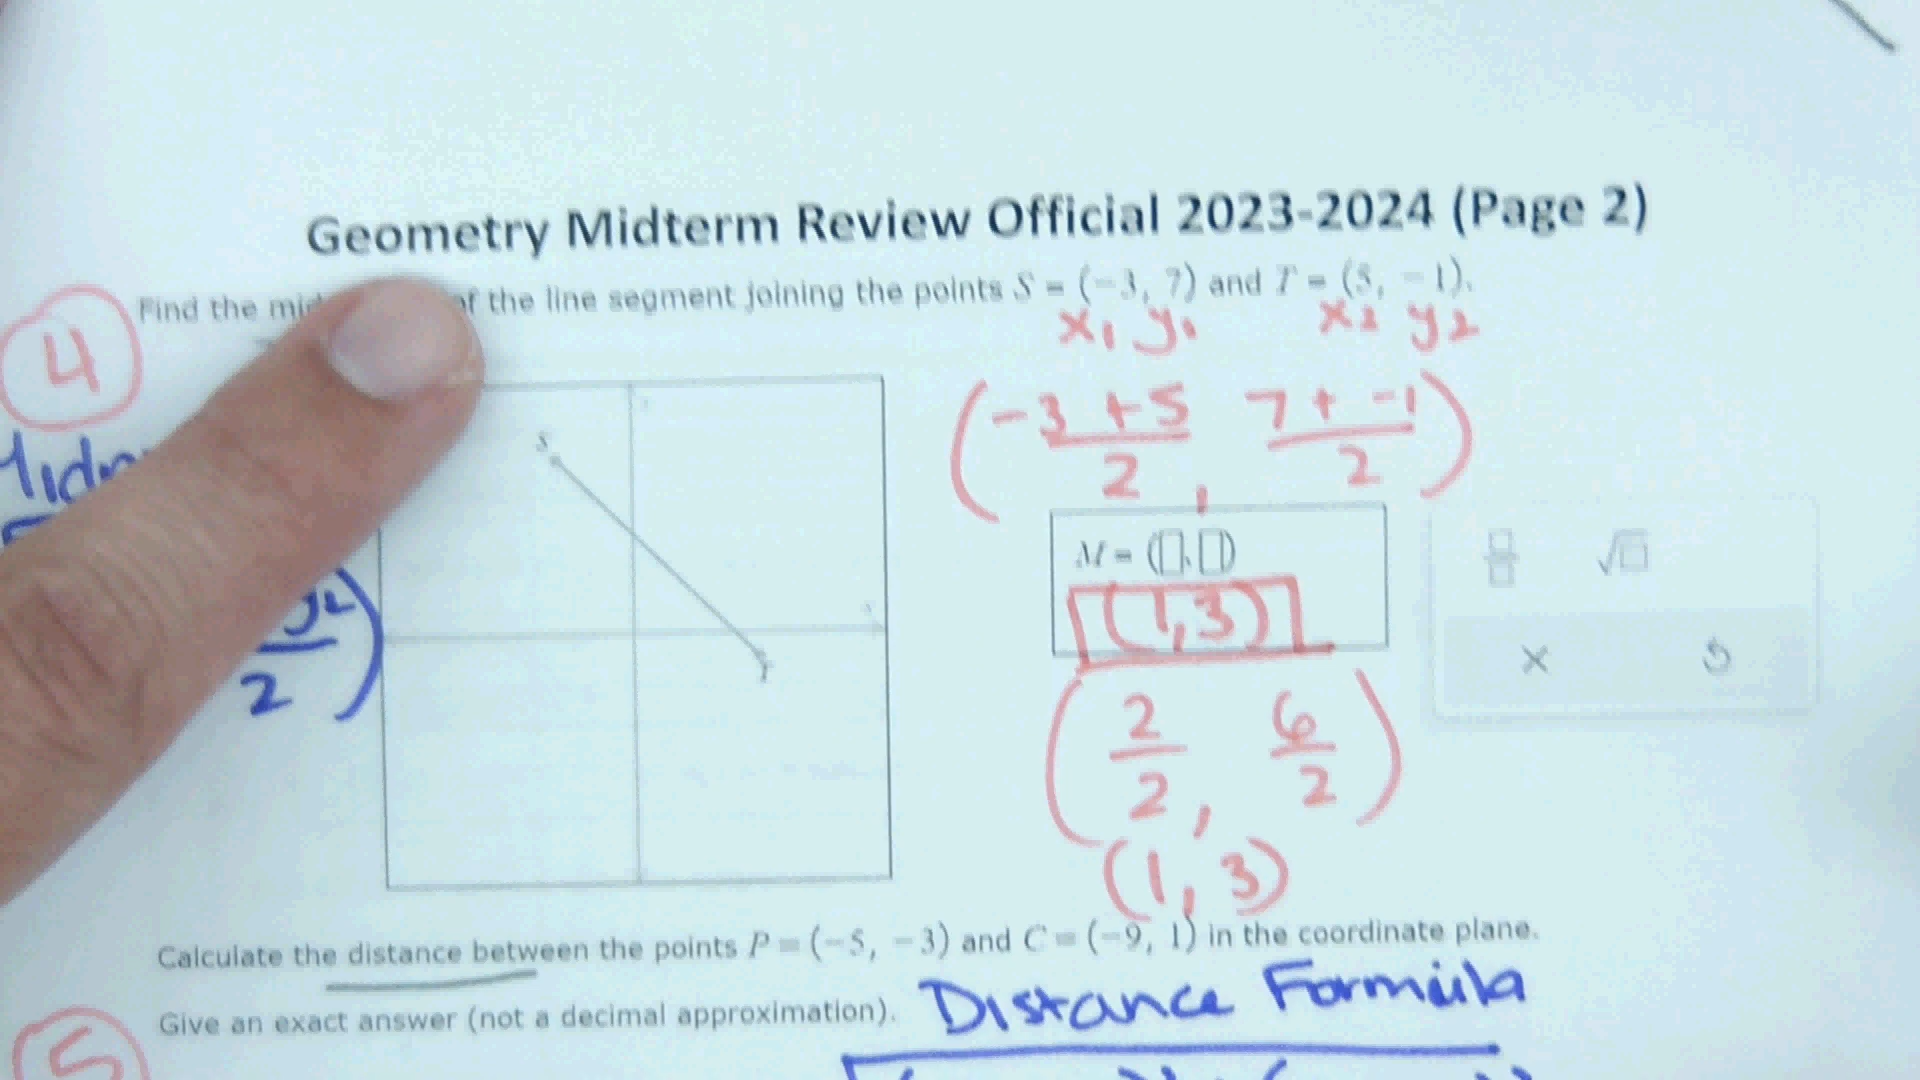 Geometry Midterm Review Official 2023-2024 (Page 2)
4
Find the of the line segment joining the points S = (-3, 7) and T = (5, -1).
x₁ y₁ x₂ y₂
(-3 + 5 / 2 , 7 + -1 / 2)
S
M = (□,□)
(1,3)
T
y₂
2
(2/2 , 6/2)
(1, 3)
Calculate the distance between the points P = (-5, -3) and C = (-9, 1) in the coordinate plane.
Give an exact answer (not a decimal approximation).
Distance Formula
5